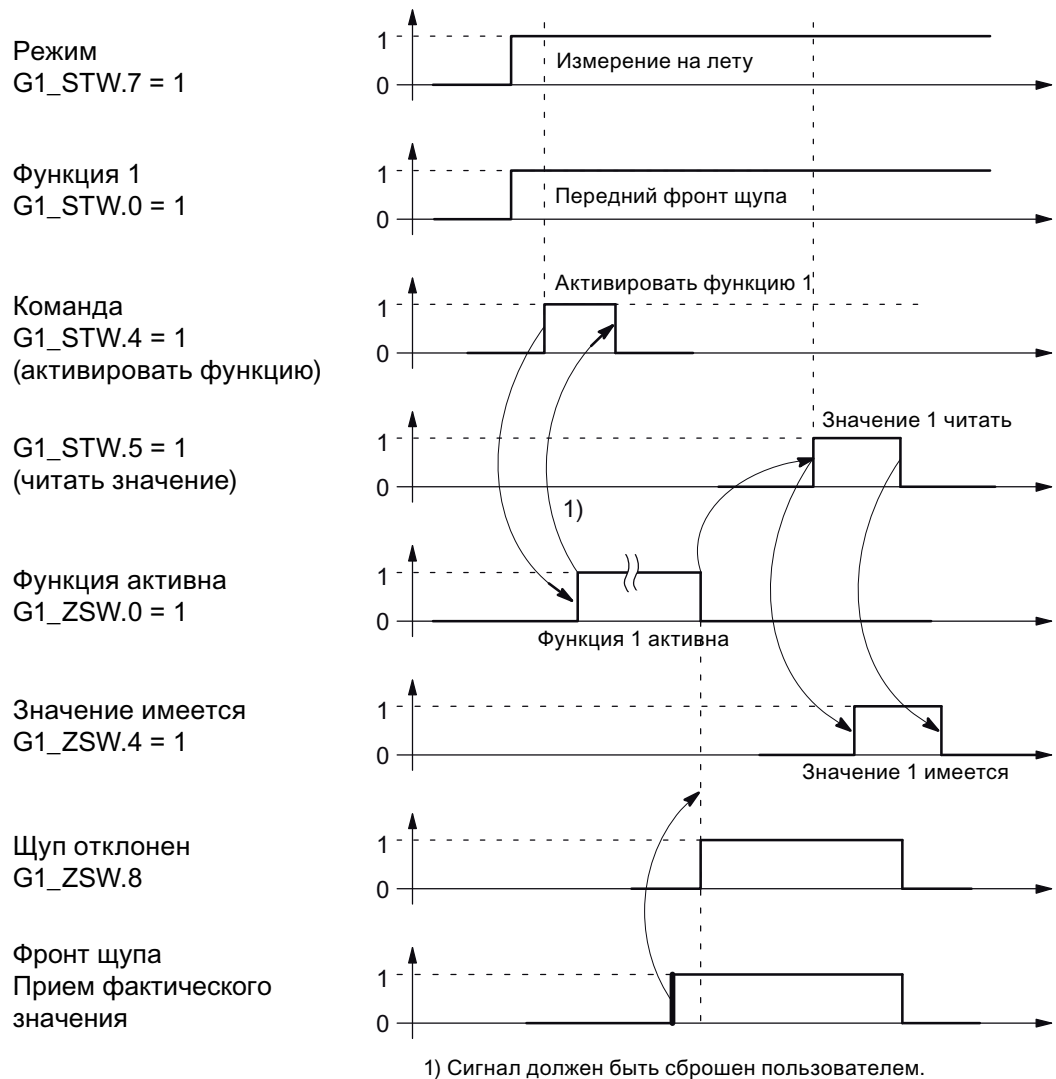 Режим
G1_STW.7 = 1
1
0
Измерение на лету
Функция 1
G1_STW.0 = 1
1
0
Передний фронт щупа
Команда
G1_STW.4 = 1
(активировать функцию)
Активировать функцию 1
1
0
G1_STW.5 = 1
(читать значение)
Значение 1 читать
1
0
1)
Функция активна
G1_ZSW.0 = 1
1
0
Функция 1 активна
Значение имеется
G1_ZSW.4 = 1
1
0
Значение 1 имеется
Щуп отклонен
G1_ZSW.8
1
0
Фронт щупа
Прием фактического
значения
1
0
1) Сигнал должен быть сброшен пользователем.